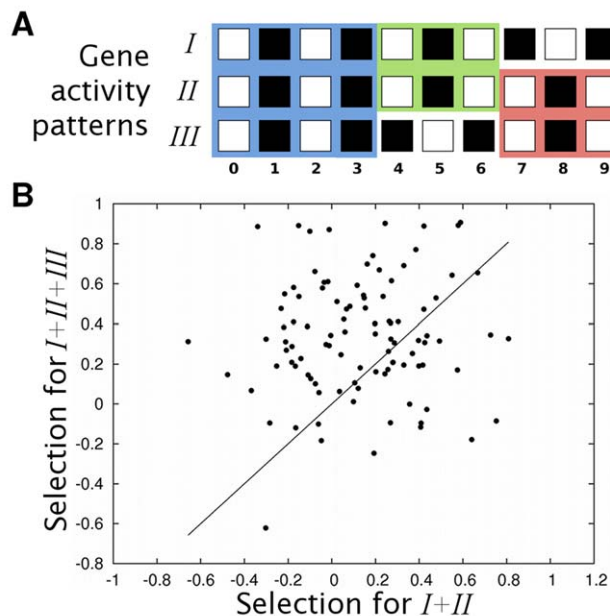 A
Gene
activity
patterns
I
II
III
0 1 2 3 4 5 6 7 8 9
B
Selection for I+II+III
1
0.8
0.6
0.4
0.2
0
-0.2
-0.4
-0.6
-0.8
-1 -0.8 -0.6 -0.4 -0.2 0 0.2 0.4 0.6 0.8 1 1.2
Selection for I+II